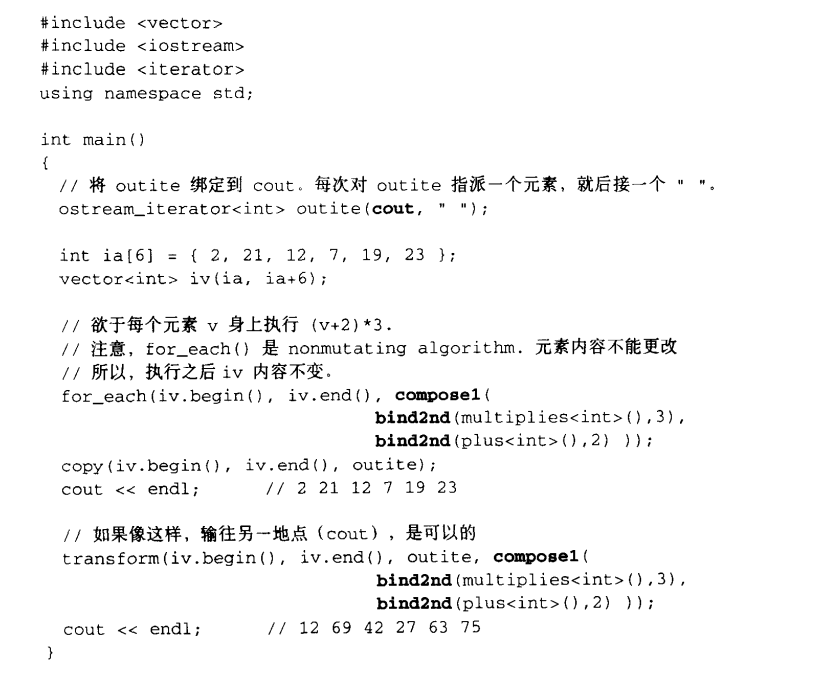 #include <vector>
#include <iostream>
#include <iterator>
using namespace std;
int main()
{
// 将 outite 绑定到 cout。每次对 outite 指派一个元素，就后接一个 " "。
ostream_iterator<int> outite(cout, " ");
int ia[6] = { 2, 21, 12, 7, 19, 23 };
vector<int> iv(ia, ia+6);
// 欲于每个元素 v 身上执行 (v+2)*3.
// 注意，for_each() 是 nonmutating algorithm. 元素内容不能更改
// 所以，执行之后 iv 内容不变。
for_each(iv.begin(), iv.end(), compose1(
bind2nd(multiplies<int>(),3),
bind2nd(plus<int>(),2) ));
copy(iv.begin(), iv.end(), outite);
cout << endl; // 2 21 12 7 19 23
// 如果像这样，输往另一地点（cout），是可以的
transform(iv.begin(), iv.end(), outite, compose1(
bind2nd(multiplies<int>(),3),
bind2nd(plus<int>(),2) ));
cout << endl; // 12 69 42 27 63 75
}